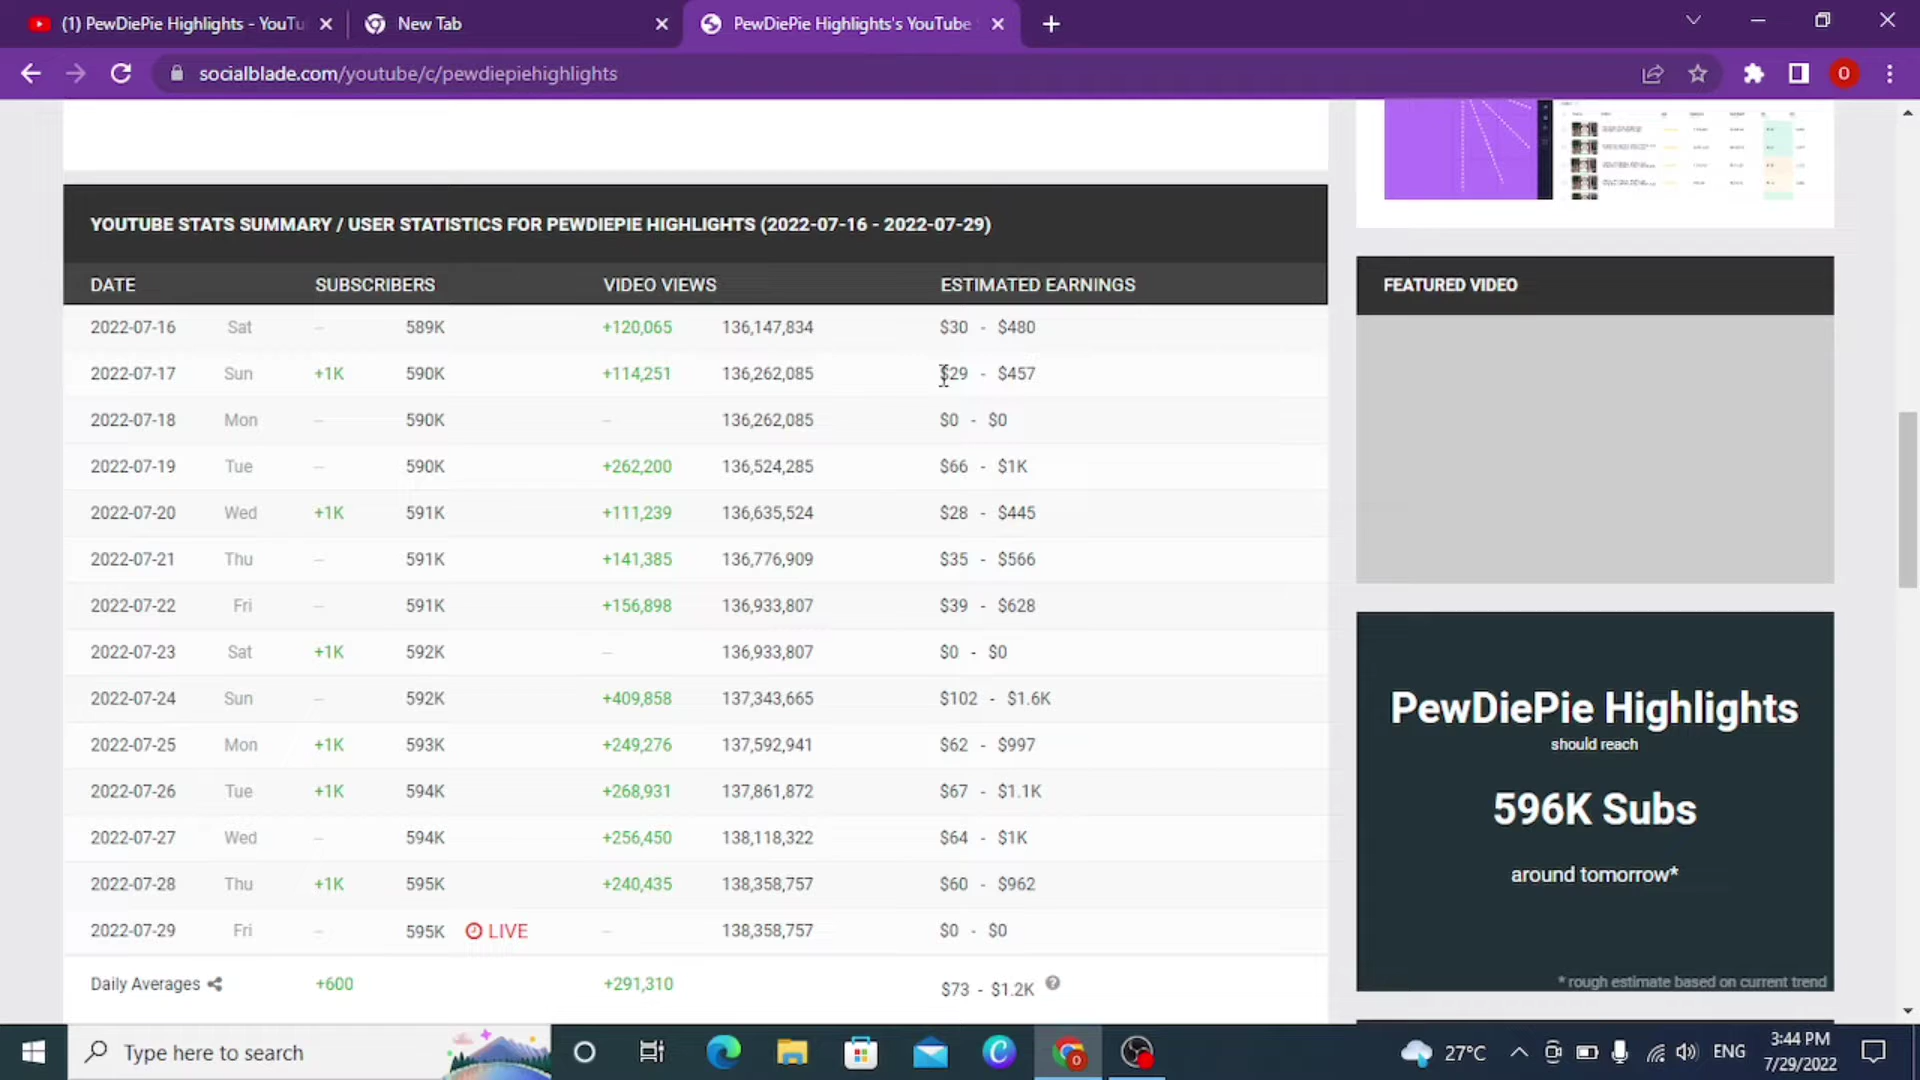 (1) PewDiePie Highlights - YouTu
New Tab
PewDiePie Highlights's YouTube
socialblade.com/youtube/c/pewdiepiehighlights
O
YOUTUBE STATS SUMMARY / USER STATISTICS FOR PEWDIEPIE HIGHLIGHTS (2022-07-16 - 2022-07-29)
DATE SUBSCRIBERS VIDEO VIEWS ESTIMATED EARNINGS
2022-07-16 Sat – 589K +120,065 136,147,834 $30 - $480
2022-07-17 Sun +1K 590K +114,251 136,262,085 $29 - $457
2022-07-18 Mon – 590K – 136,262,085 $0 - $0
2022-07-19 Tue – 590K +262,200 136,524,285 $66 - $1K
2022-07-20 Wed +1K 591K +111,239 136,635,524 $28 - $445
2022-07-21 Thu – 591K +141,385 136,776,909 $35 - $566
2022-07-22 Fri – 591K +156,898 136,933,807 $39 - $628
2022-07-23 Sat +1K 592K – 136,933,807 $0 - $0
2022-07-24 Sun – 592K +409,858 137,343,665 $102 - $1.6K
2022-07-25 Mon +1K 593K +249,276 137,592,941 $62 - $997
2022-07-26 Tue +1K 594K +268,931 137,861,872 $67 - $1.1K
2022-07-27 Wed – 594K +256,450 138,118,322 $64 - $1K
2022-07-28 Thu +1K 595K +240,435 138,358,757 $60 - $962
2022-07-29 Fri – 595K LIVE – 138,358,757 $0 - $0
Daily Averages +600 +291,310 $73 - $1.2K
FEATURED VIDEO
PewDiePie Highlights
should reach
596K Subs
around tomorrow*
* rough estimate based on current trend
Type here to search
27°C
ENG
3:44 PM
7/29/2022